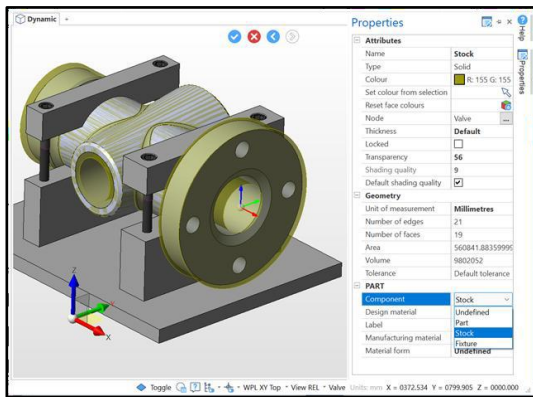 Dynamic
Properties
Attributes
Name Stock
Type Solid
Colour R: 155 G: 155
Set colour from selection
Reset face colours
Node Valve ...
Thickness Default
Locked
Transparency 56
Shading quality 9
Default shading quality
Geometry
Unit of measurement Millimetres
Number of edges 21
Number of faces 19
Area 560841.88359999
Volume 9802052
Tolerance Default tolerance
PART
Component Stock
Design material Undefined
Label Part
Stock
Manufacturing material Fixture
Material form Undefined
Help
Properties
Z
Y
X
Toggle WPL XY Top View REL Valve Units: mm X = 0372.534 Y = 0799.905 Z = 0000.000